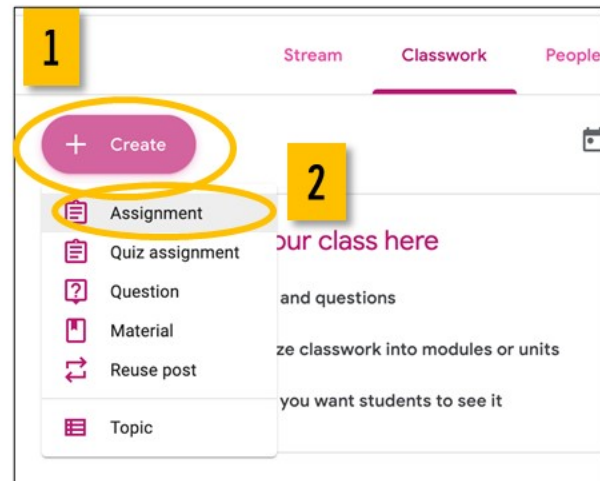 1
Stream Classwork People
Create
2
Assignment
Quiz assignment
our class here
Question
and questions
Material
ze classwork into modules or units
Reuse post
you want students to see it
Topic